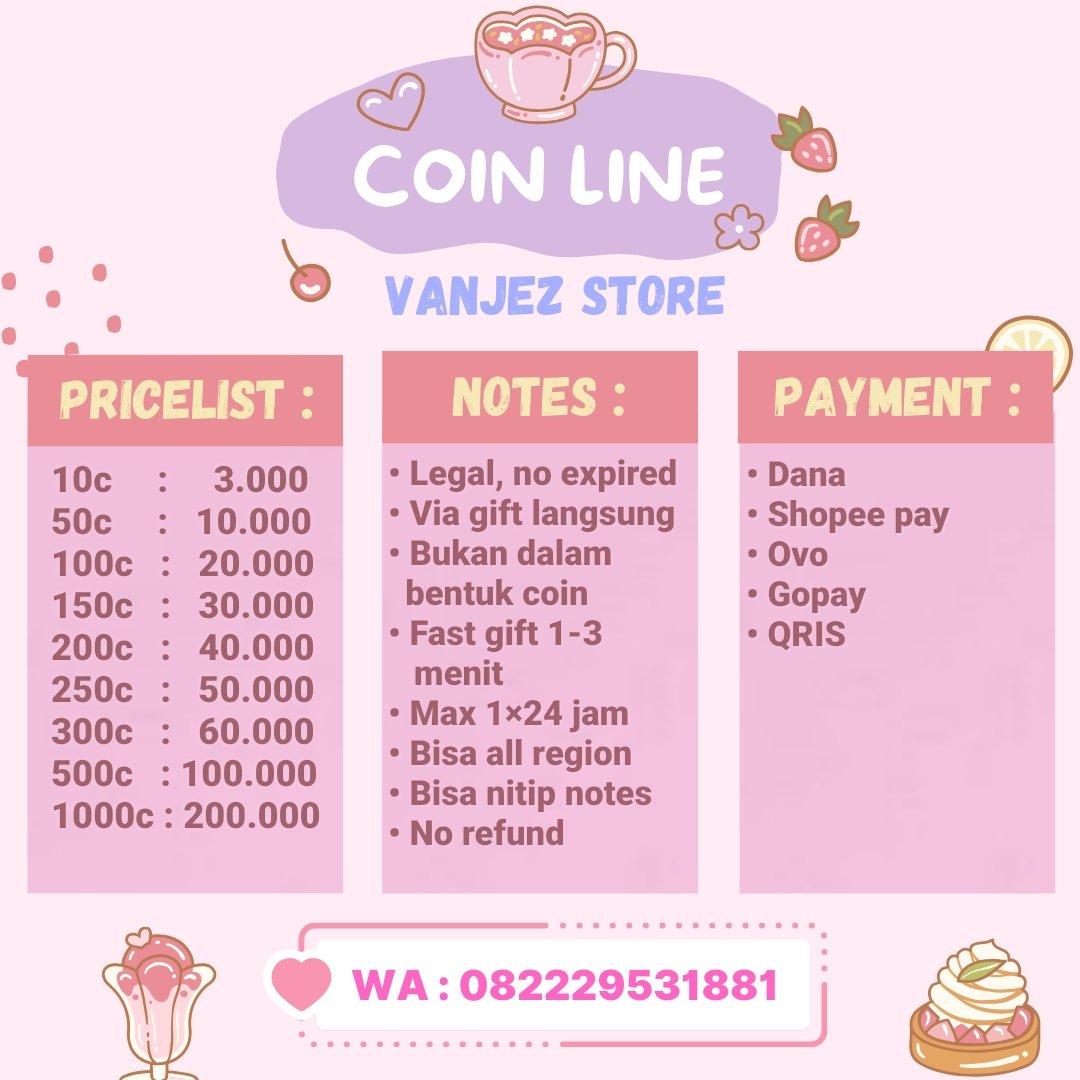 COIN LINE
VANJEZ STORE
PRICELIST :
10c : 3.000
50c : 10.000
100c : 20.000
150c : 30.000
200c : 40.000
250c : 50.000
300c : 60.000
500c : 100.000
1000c : 200.000
NOTES :
• Legal, no expired
• Via gift langsung
• Bukan dalam
bentuk coin
• Fast gift 1-3
menit
• Max 1×24 jam
• Bisa all region
• Bisa nitip notes
• No refund
PAYMENT :
• Dana
• Shopee pay
• Ovo
• Gopay
• QRIS
WA : 082229531881